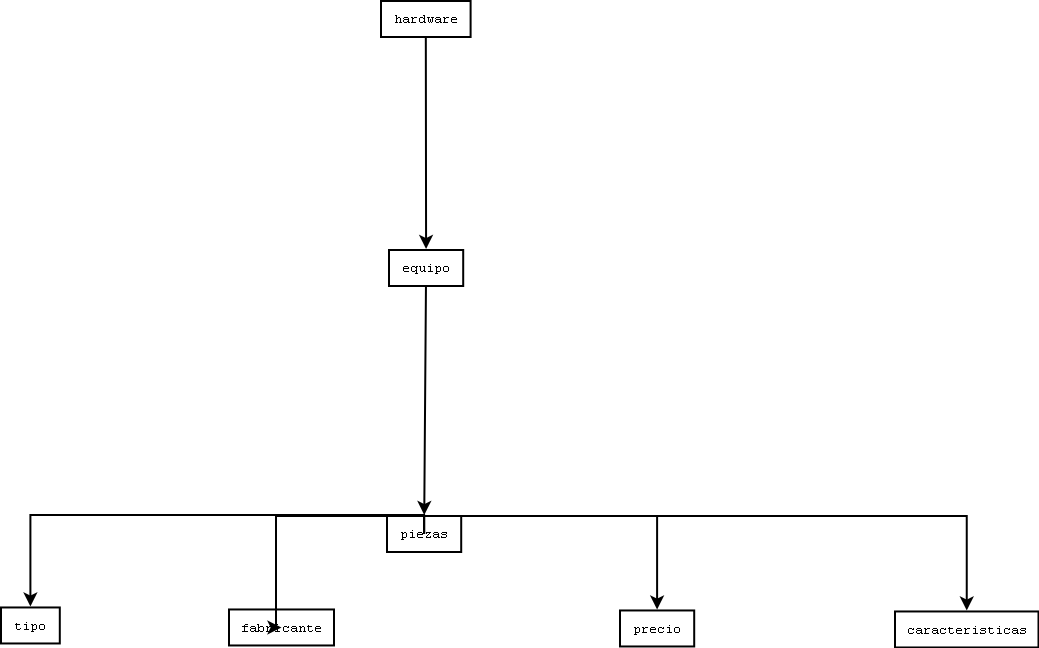 hardware
equipo
piezas
tipo
fabricante
precio
caracteristicas